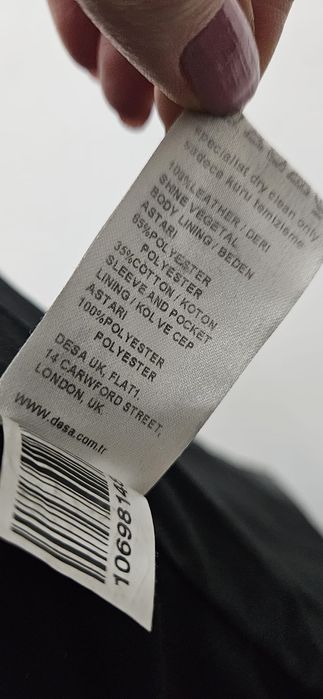 specialist dry clean only
sadece kuru temizleme
100%LEATHER / DERI
SHINE VEGETAL
BODY LINING / BEDEN
ASTARI
65%POLYESTER
POLYESTER
35%COTTON / KOTON
SLEEVE AND POCKET
LINING / KOL VE CEP
ASTARI
100%POLYESTER
POLYESTER
DESA UK, FLAT1.
14 CARWFORD STREET,
LONDON, UK.
www.desa.com.tr